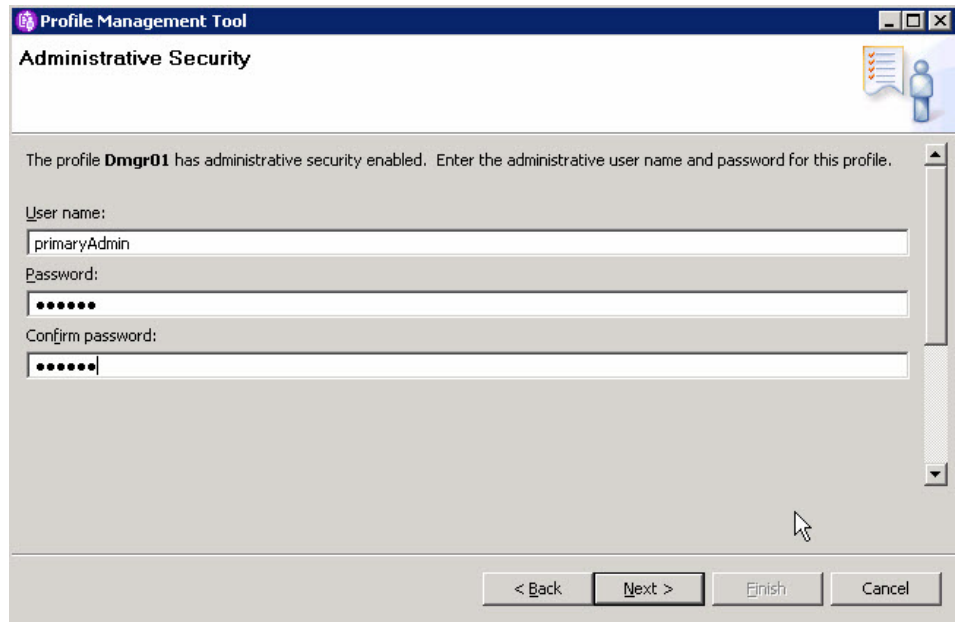 Profile Management Tool
Administrative Security
The profile Dmgr01 has administrative security enabled. Enter the administrative user name and password for this profile.
User name:
primaryAdmin
Password:
●●●●●●
Confirm password:
●●●●●●
< Back Next > Finish Cancel